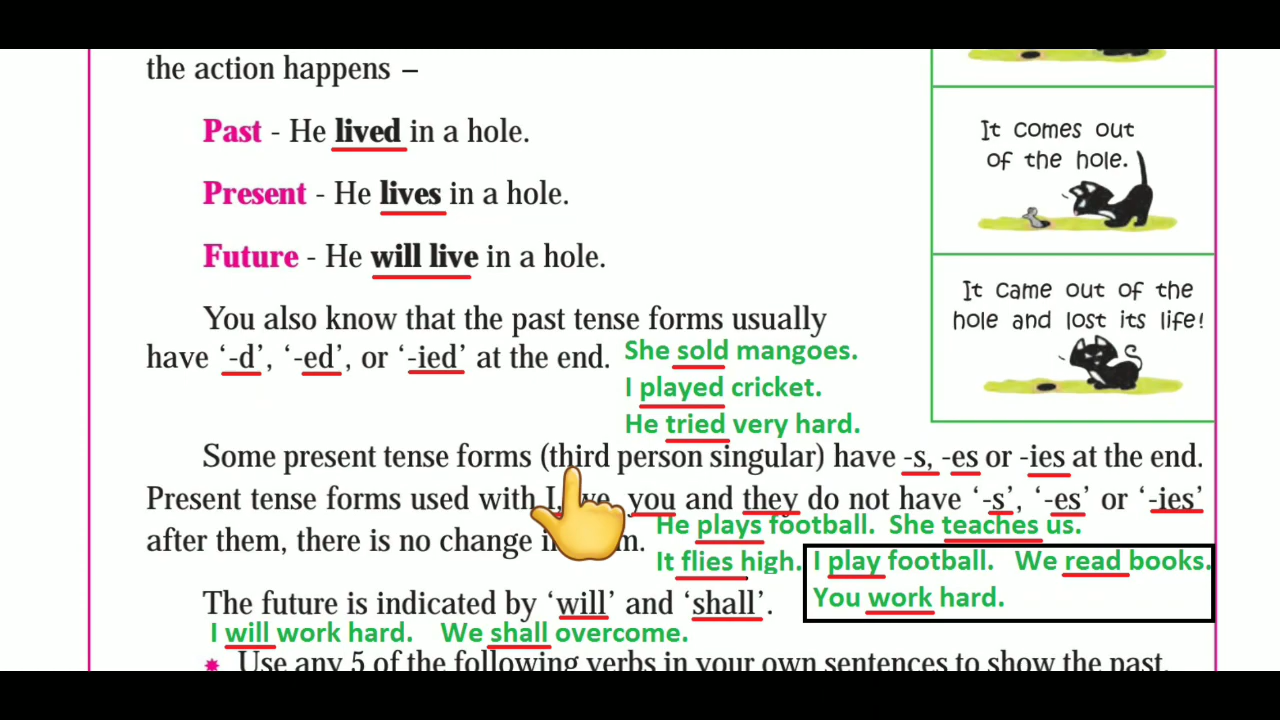 the action happens –
Past - He lived in a hole.
Present - He lives in a hole.
Future - He will live in a hole.
It comes out
of the hole.
It came out of the
hole and lost its life!
You also know that the past tense forms usually
have ‘-d’, ‘-ed’, or ‘-ied’ at the end.
She sold mangoes.
I played cricket.
He tried very hard.
Some present tense forms (third person singular) have -s, -es or -ies at the end.
Present tense forms used with I, you and they do not have ‘-s’, ‘-es’ or ‘-ies’
after them, there is no change
He plays football. She teaches us.
It flies high.
I play football. We read books.
You work hard.
The future is indicated by ‘will’ and ‘shall’.
I will work hard. We shall overcome.
Use any 5 of the following verbs in your own sentences to show the past,